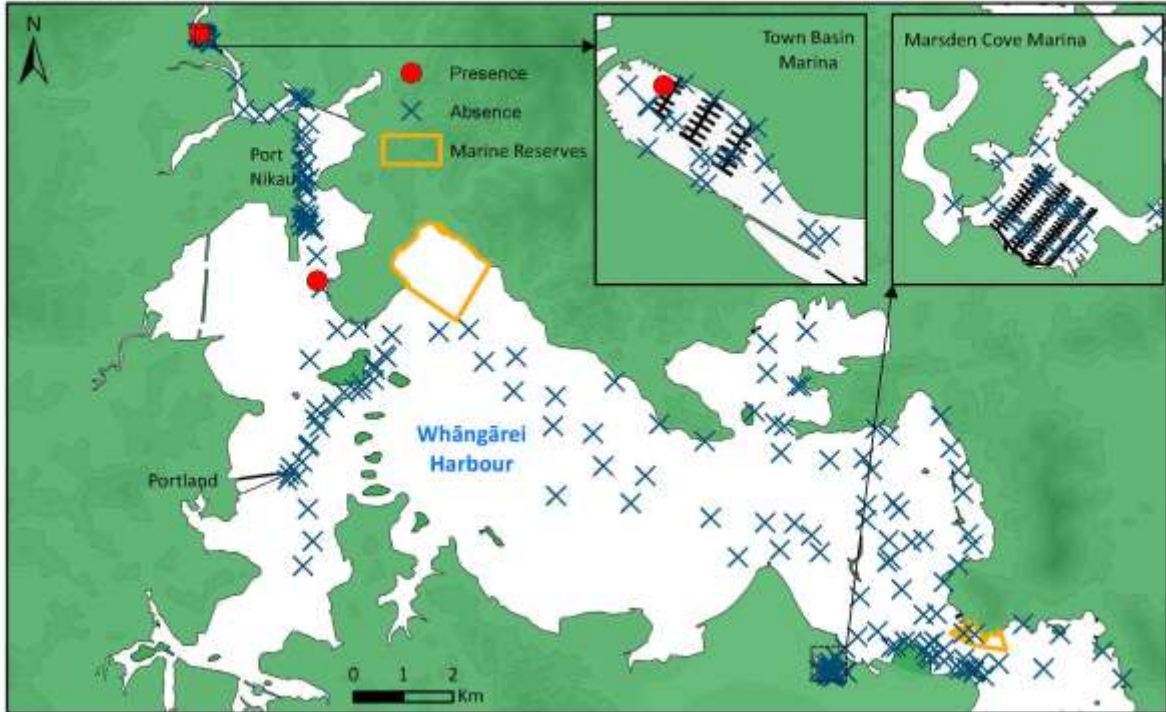 N
Presence
Absence
Marine Reserves
Port
Nikau
Town Basin
Marina
Marsden Cove Marina
Whāngārei
Harbour
Portland
0 1 2
Km